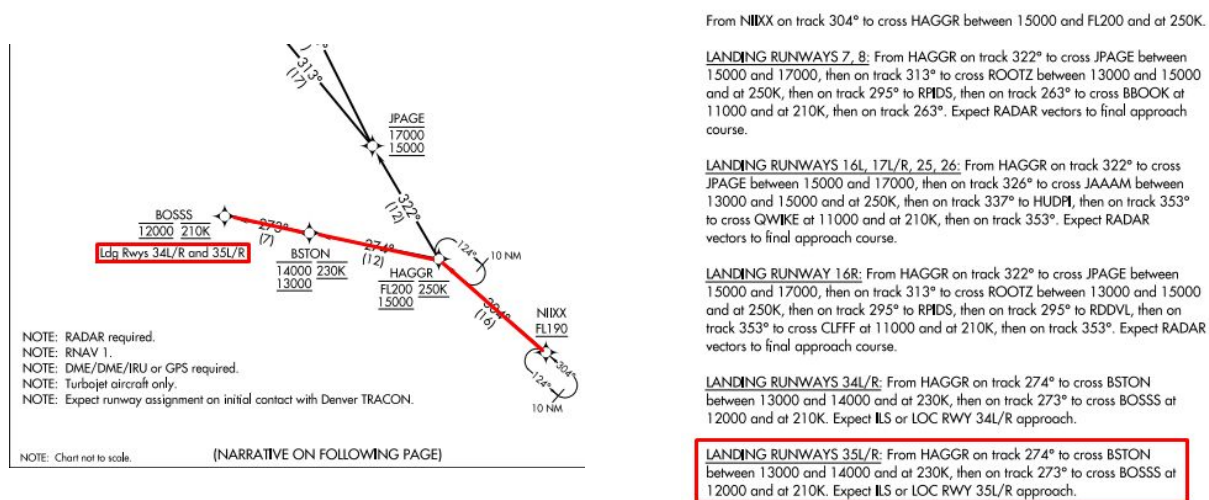 313°
(17)
JPAGE
17000
15000
322°
(12)
BOSSS
12000 210K
Ldg Rwys 34L/R and 35L/R
273°
(7)
BSTON
14000 230K
13000
274°
(12)
HAGGR
FL200 250K
15000
124°
10 NM
304°
(16)
NIIXX
FL190
304°
124°
10 NM
NOTE: RADAR required.
NOTE: RNAV 1.
NOTE: DME/DME/IRU or GPS required.
NOTE: Turbojet aircraft only.
NOTE: Expect runway assignment on initial contact with Denver TRACON.
NOTE: Chart not to scale.
(NARRATIVE ON FOLLOWING PAGE)
From NIIXX on track 304° to cross HAGGR between 15000 and FL200 and at 250K.
LANDING RUNWAYS 7, 8: From HAGGR on track 322° to cross JPAGE between
15000 and 17000, then on track 313° to cross ROOTZ between 13000 and 15000
and at 250K, then on track 295° to RPIDS, then on track 263° to cross BBOOK at
11000 and at 210K, then on track 263°. Expect RADAR vectors to final approach
course.
LANDING RUNWAYS 16L, 17L/R, 25, 26: From HAGGR on track 322° to cross
JPAGE between 15000 and 17000, then on track 326° to cross JAAAM between
13000 and 15000 and at 250K, then on track 337° to HUDPI, then on track 353°
to cross QWIKE at 11000 and at 210K, then on track 353°. Expect RADAR
vectors to final approach course.
LANDING RUNWAY 16R: From HAGGR on track 322° to cross JPAGE between
15000 and 17000, then on track 313° to cross ROOTZ between 13000 and 15000
and at 250K, then on track 295° to RPIDS, then on track 295° to RDDVL, then on
track 353° to cross CLFFF at 11000 and at 210K, then on track 353°. Expect RADAR
vectors to final approach course.
LANDING RUNWAYS 34L/R: From HAGGR on track 274° to cross BSTON
between 13000 and 14000 and at 230K, then on track 273° to cross BOSSS at
12000 and at 210K. Expect ILS or LOC RWY 34L/R approach.
LANDING RUNWAYS 35L/R: From HAGGR on track 274° to cross BSTON
between 13000 and 14000 and at 230K, then on track 273° to cross BOSSS at
12000 and at 210K. Expect ILS or LOC RWY 35L/R approach.